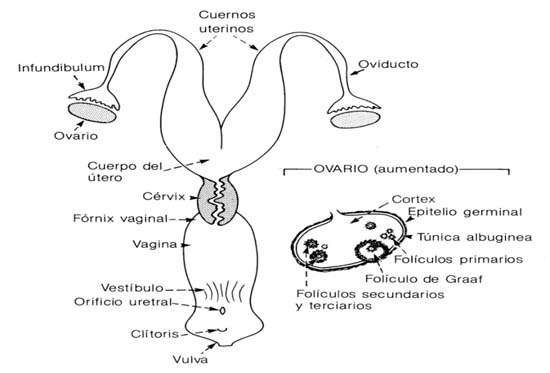 Cuernos
uterinos
Infundibulum
Oviducto
Ovario
Cuerpo del
útero
Cérvix
Fórnix vaginal
Vagina
Vestíbulo
Orificio uretral
Clítoris
Vulva
OVARIO (aumentado)
Cortex
Epitelio germinal
Túnica albuginea
Folículos primarios
Folículo de Graaf
Folículos secundarios
y terciarios